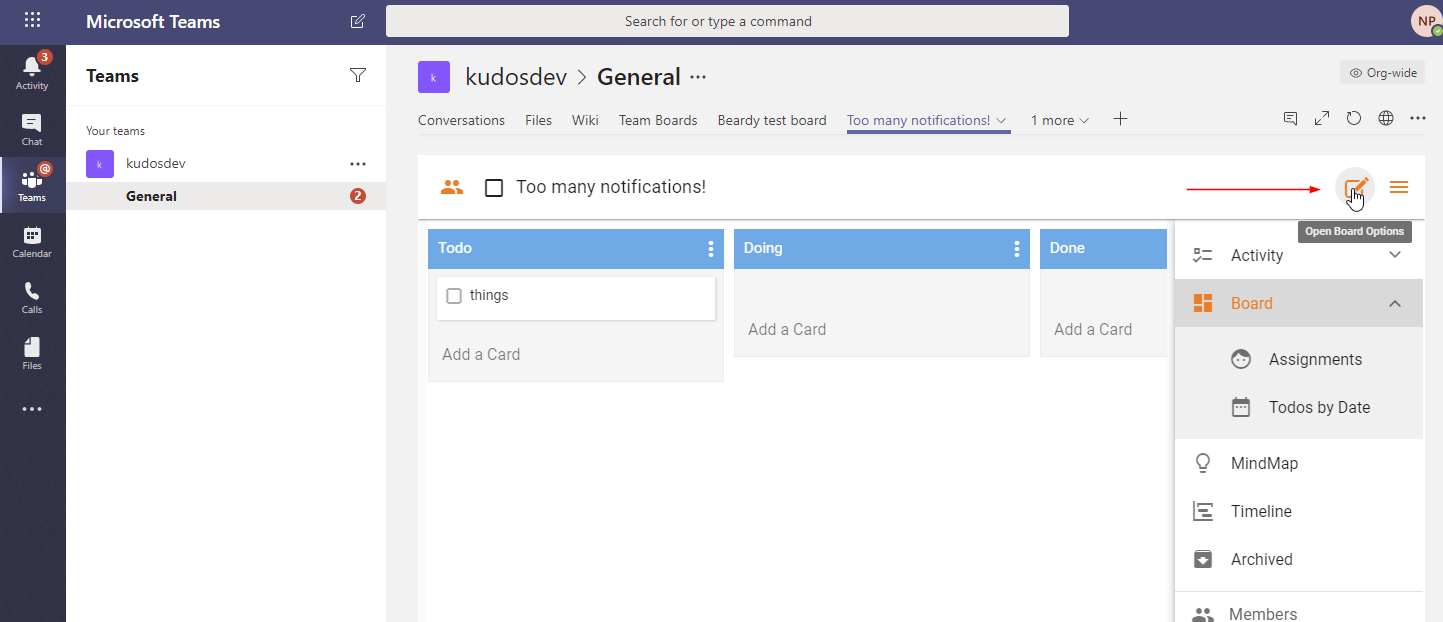 Microsoft Teams
Search for or type a command
NP
3
Activity
Chat
@
Teams
Calendar
Calls
Files
Teams
Your teams
k
kudosdev
General
2
k
kudosdev > General
Org-wide
Conversations Files Wiki Team Boards Beardy test board Too many notifications! 1 more
Too many notifications!
Open Board Options
Todo
things
Add a Card
Doing
Add a Card
Done
Add a Card
Activity
Board
Assignments
Todos by Date
MindMap
Timeline
Archived
Members